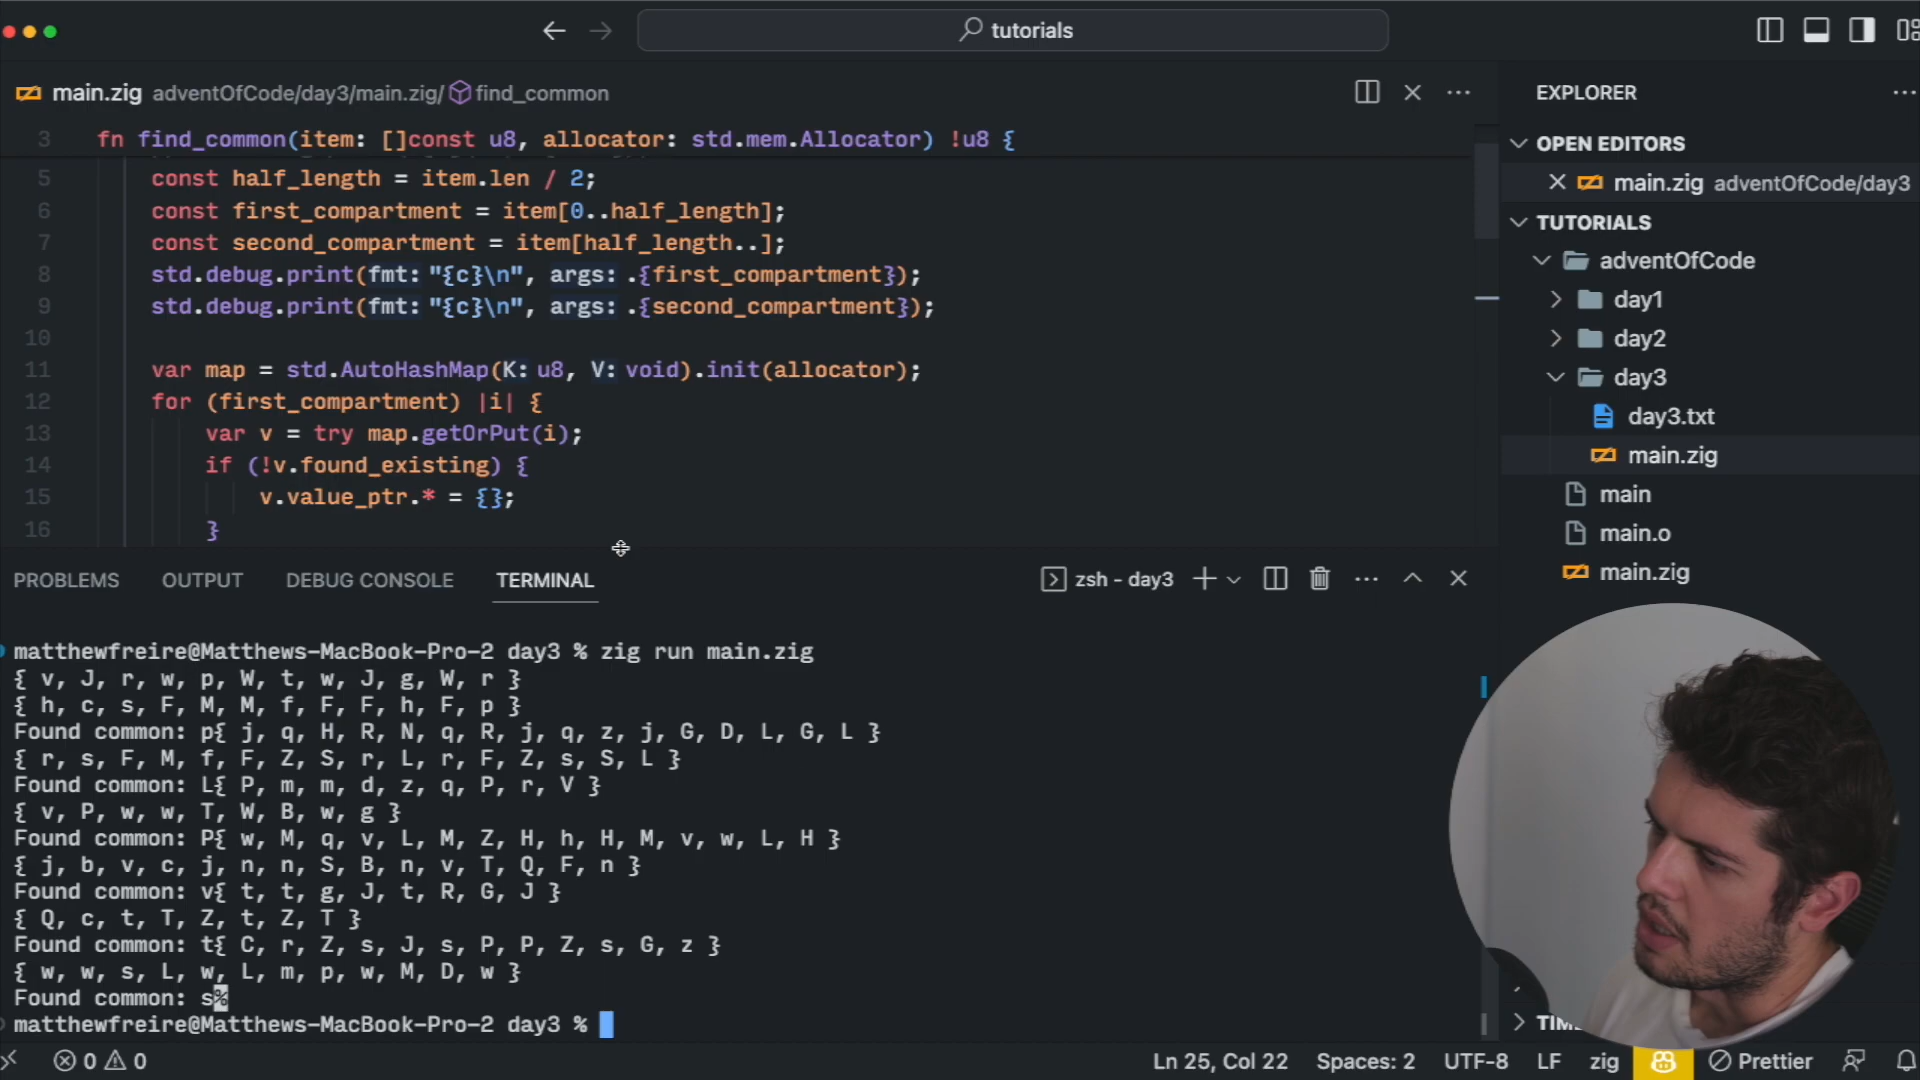 tutorials
main.zig adventOfCode/day3/main.zig/ find_common
EXPLORER
3 fn find_common(item: []const u8, allocator: std.mem.Allocator) !u8 {
5 const half_length = item.len / 2;
6 const first_compartment = item[0..half_length];
7 const second_compartment = item[half_length..];
8 std.debug.print(fmt: "{c}\n", args: .{first_compartment});
9 std.debug.print(fmt: "{c}\n", args: .{second_compartment});
10
11 var map = std.AutoHashMap(K: u8, V: void).init(allocator);
12 for (first_compartment) |i| {
13 var v = try map.getOrPut(i);
14 if (!v.found_existing) {
15 v.value_ptr.* = {};
16 }
OPEN EDITORS
main.zig adventOfCode/day3
TUTORIALS
adventOfCode
day1
day2
day3
day3.txt
main.zig
main
main.o
main.zig
PROBLEMS OUTPUT DEBUG CONSOLE TERMINAL zsh - day3
matthewfreire@Matthews-MacBook-Pro-2 day3 % zig run main.zig
{ v, J, r, w, p, W, t, w, J, g, W, r }
{ h, c, s, F, M, M, f, F, F, h, F, p }
Found common: p{ j, q, H, R, N, q, R, j, q, z, j, G, D, L, G, L }
{ r, s, F, M, f, F, Z, S, r, L, r, F, Z, s, S, L }
Found common: L{ P, m, m, d, z, q, P, r, V }
{ v, P, w, w, T, W, B, w, g }
Found common: P{ w, M, q, v, L, M, Z, H, h, H, M, v, w, L, H }
{ j, b, v, c, j, n, n, S, B, n, v, T, Q, F, n }
Found common: v{ t, t, g, J, t, R, G, J }
{ Q, c, t, T, Z, t, Z, T }
Found common: t{ C, r, Z, s, J, s, P, P, Z, s, G, z }
{ w, w, s, L, w, L, m, p, w, M, D, w }
Found common: s%
matthewfreire@Matthews-MacBook-Pro-2 day3 %
0 0 Ln 25, Col 22 Spaces: 2 UTF-8 LF zig Prettier